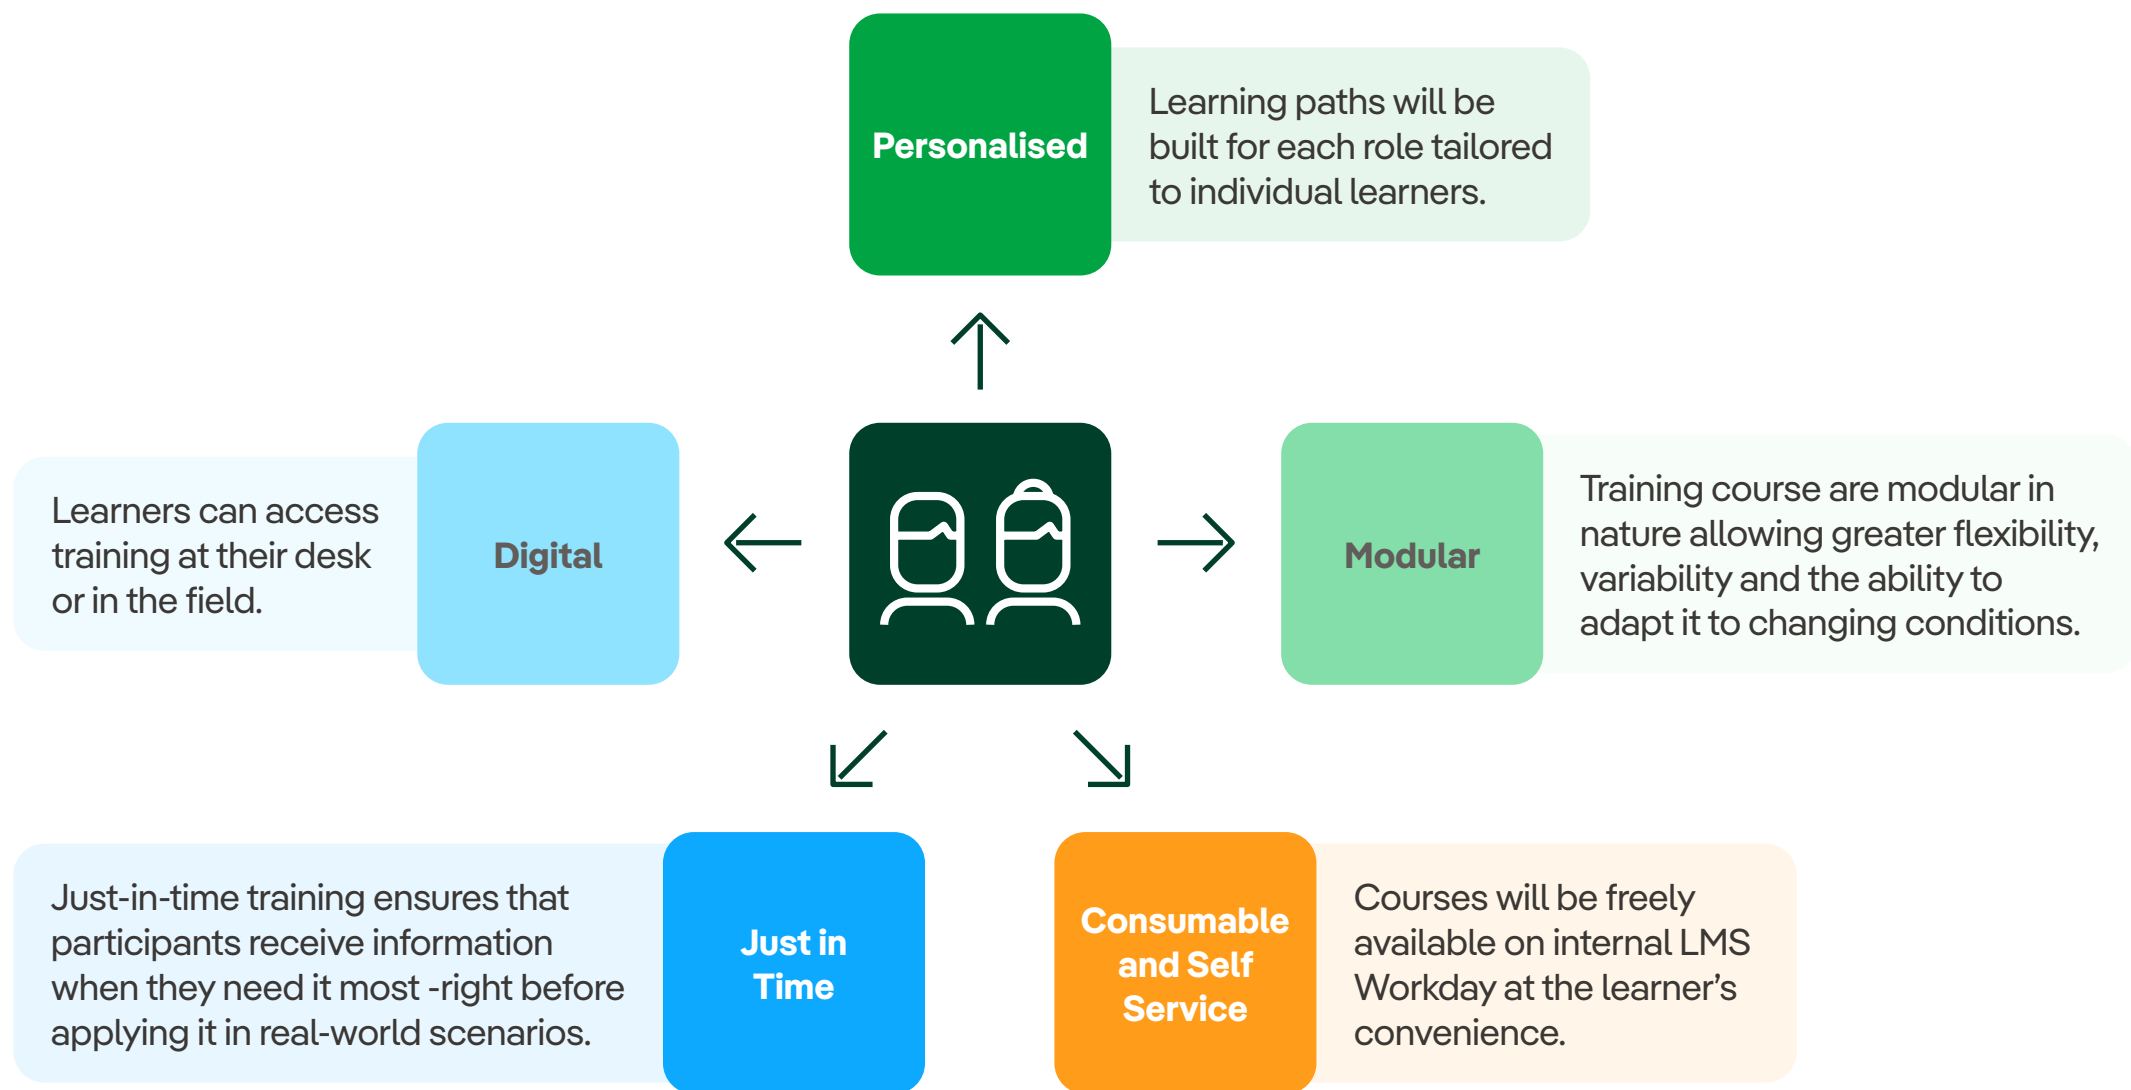 Personalised
Learning paths will be
built for each role tailored
to individual learners.
Learners can access
training at their desk
or in the field.
Digital
Modular
Training course are modular in
nature allowing greater flexibility,
variability and the ability to
adapt it to changing conditions.
Just-in-time training ensures that
participants receive information
when they need it most -right before
applying it in real-world scenarios.
Just in
Time
Consumable
and Self
Service
Courses will be freely
available on internal LMS
Workday at the learner’s
convenience.